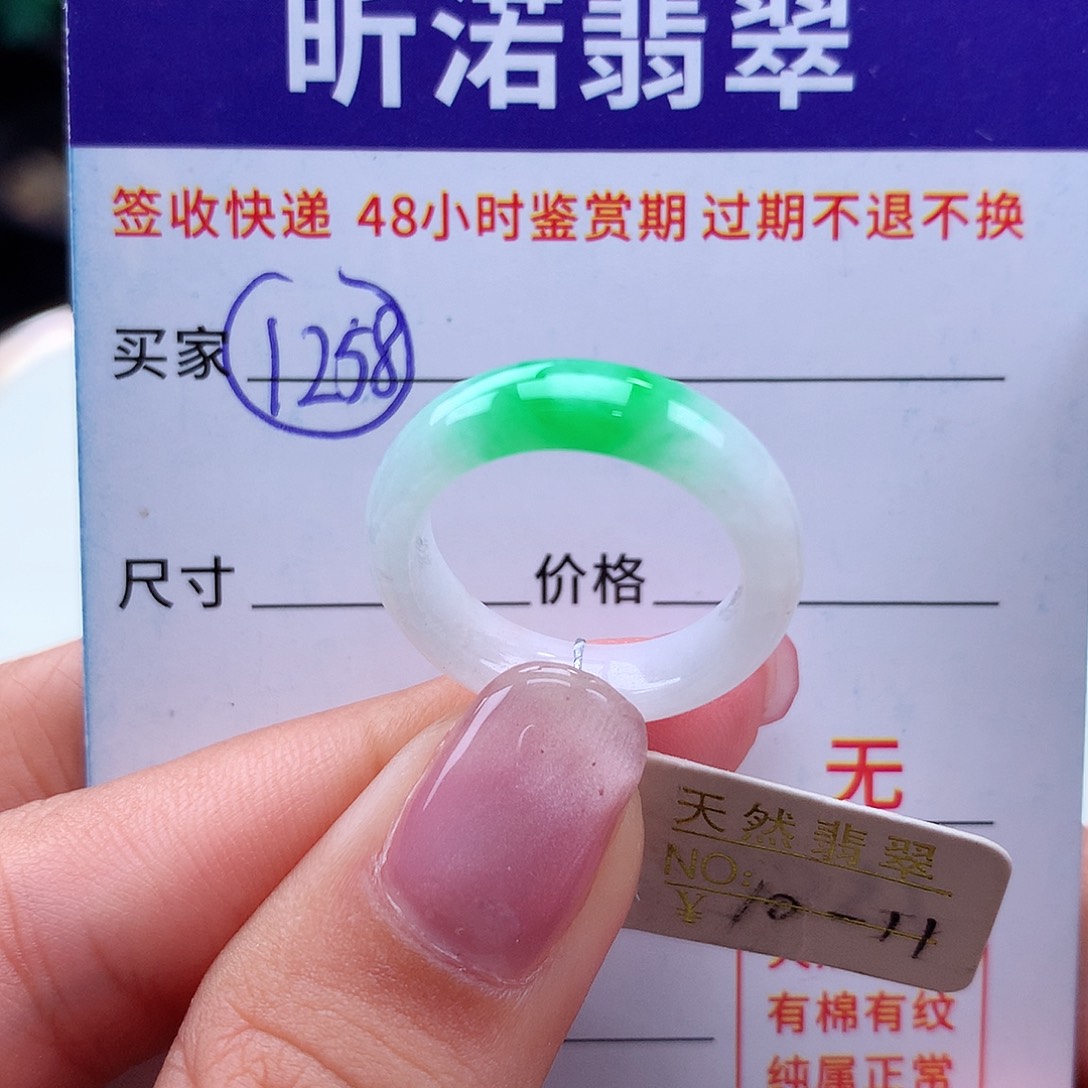 昕渃翡翠
签收快递 48小时鉴赏期 过期不退不换
买家 1258
尺寸 价格
无
天然翡翠
NO:
¥
有棉有纹
纯属正常